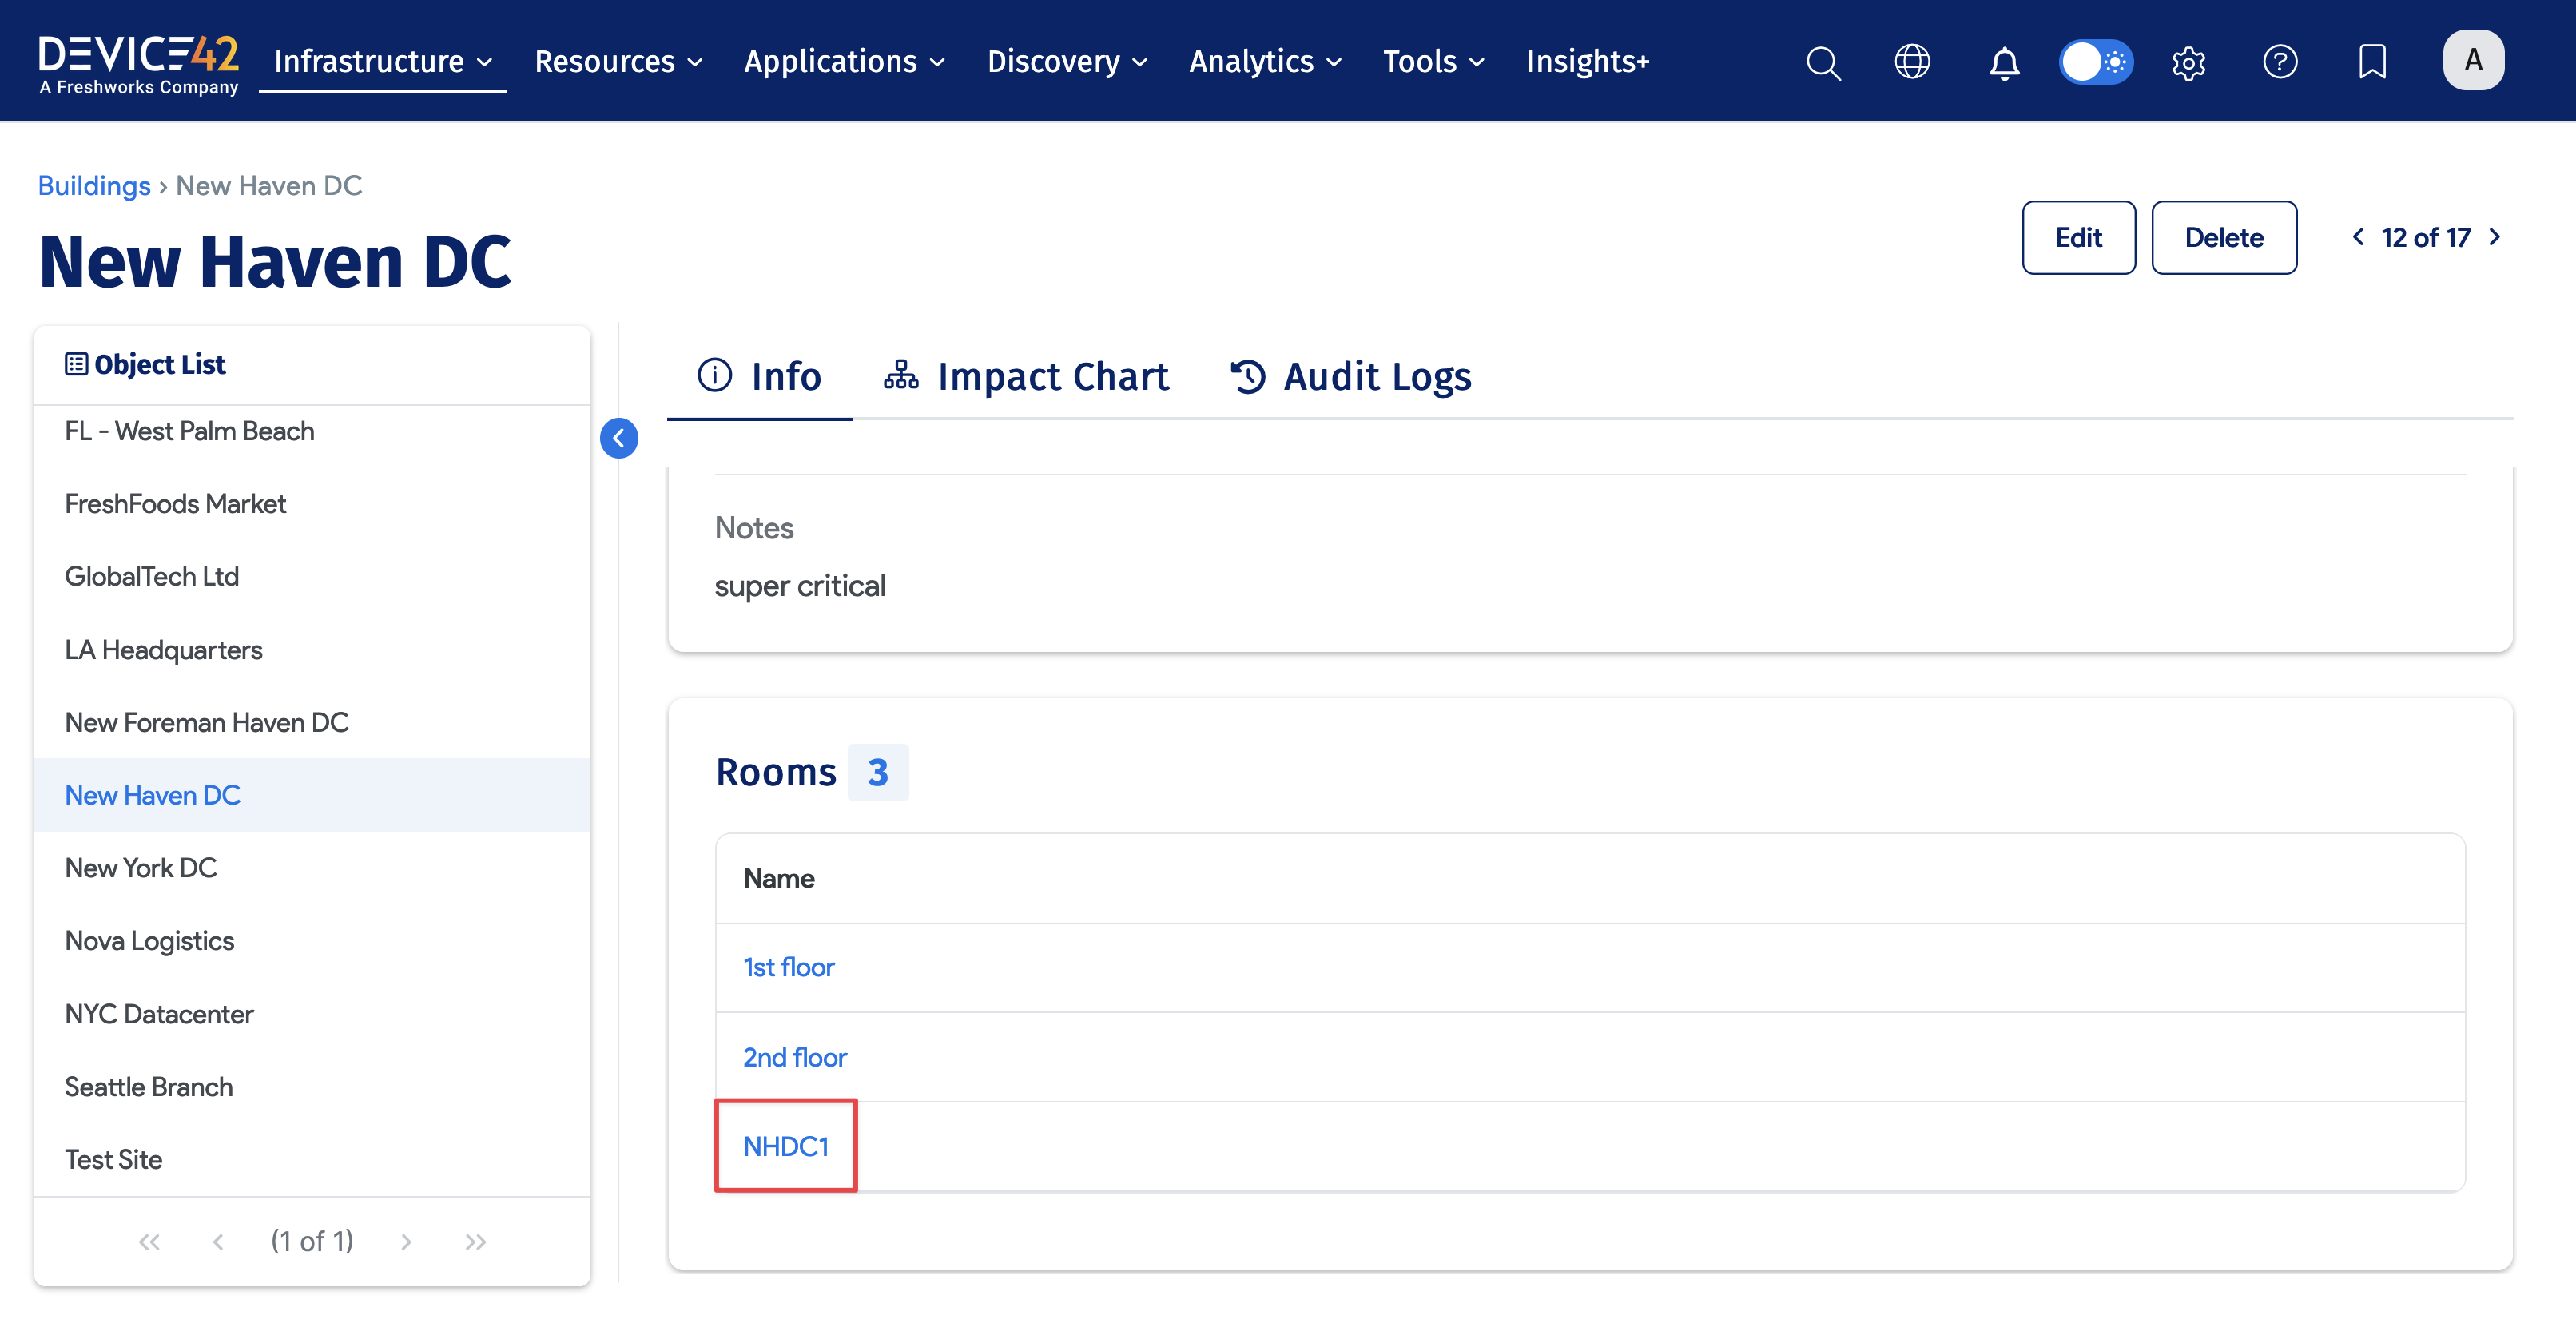 DEVICE42
A Freshworks Company
Infrastructure Resources Applications Discovery Analytics Tools Insights+
A
Buildings › New Haven DC
New Haven DC
Edit Delete 12 of 17
Object List
FL - West Palm Beach
FreshFoods Market
GlobalTech Ltd
LA Headquarters
New Foreman Haven DC
New Haven DC
New York DC
Nova Logistics
NYC Datacenter
Seattle Branch
Test Site
(1 of 1)
Info Impact Chart Audit Logs
Notes
super critical
Rooms 3
Name
1st floor
2nd floor
NHDC1